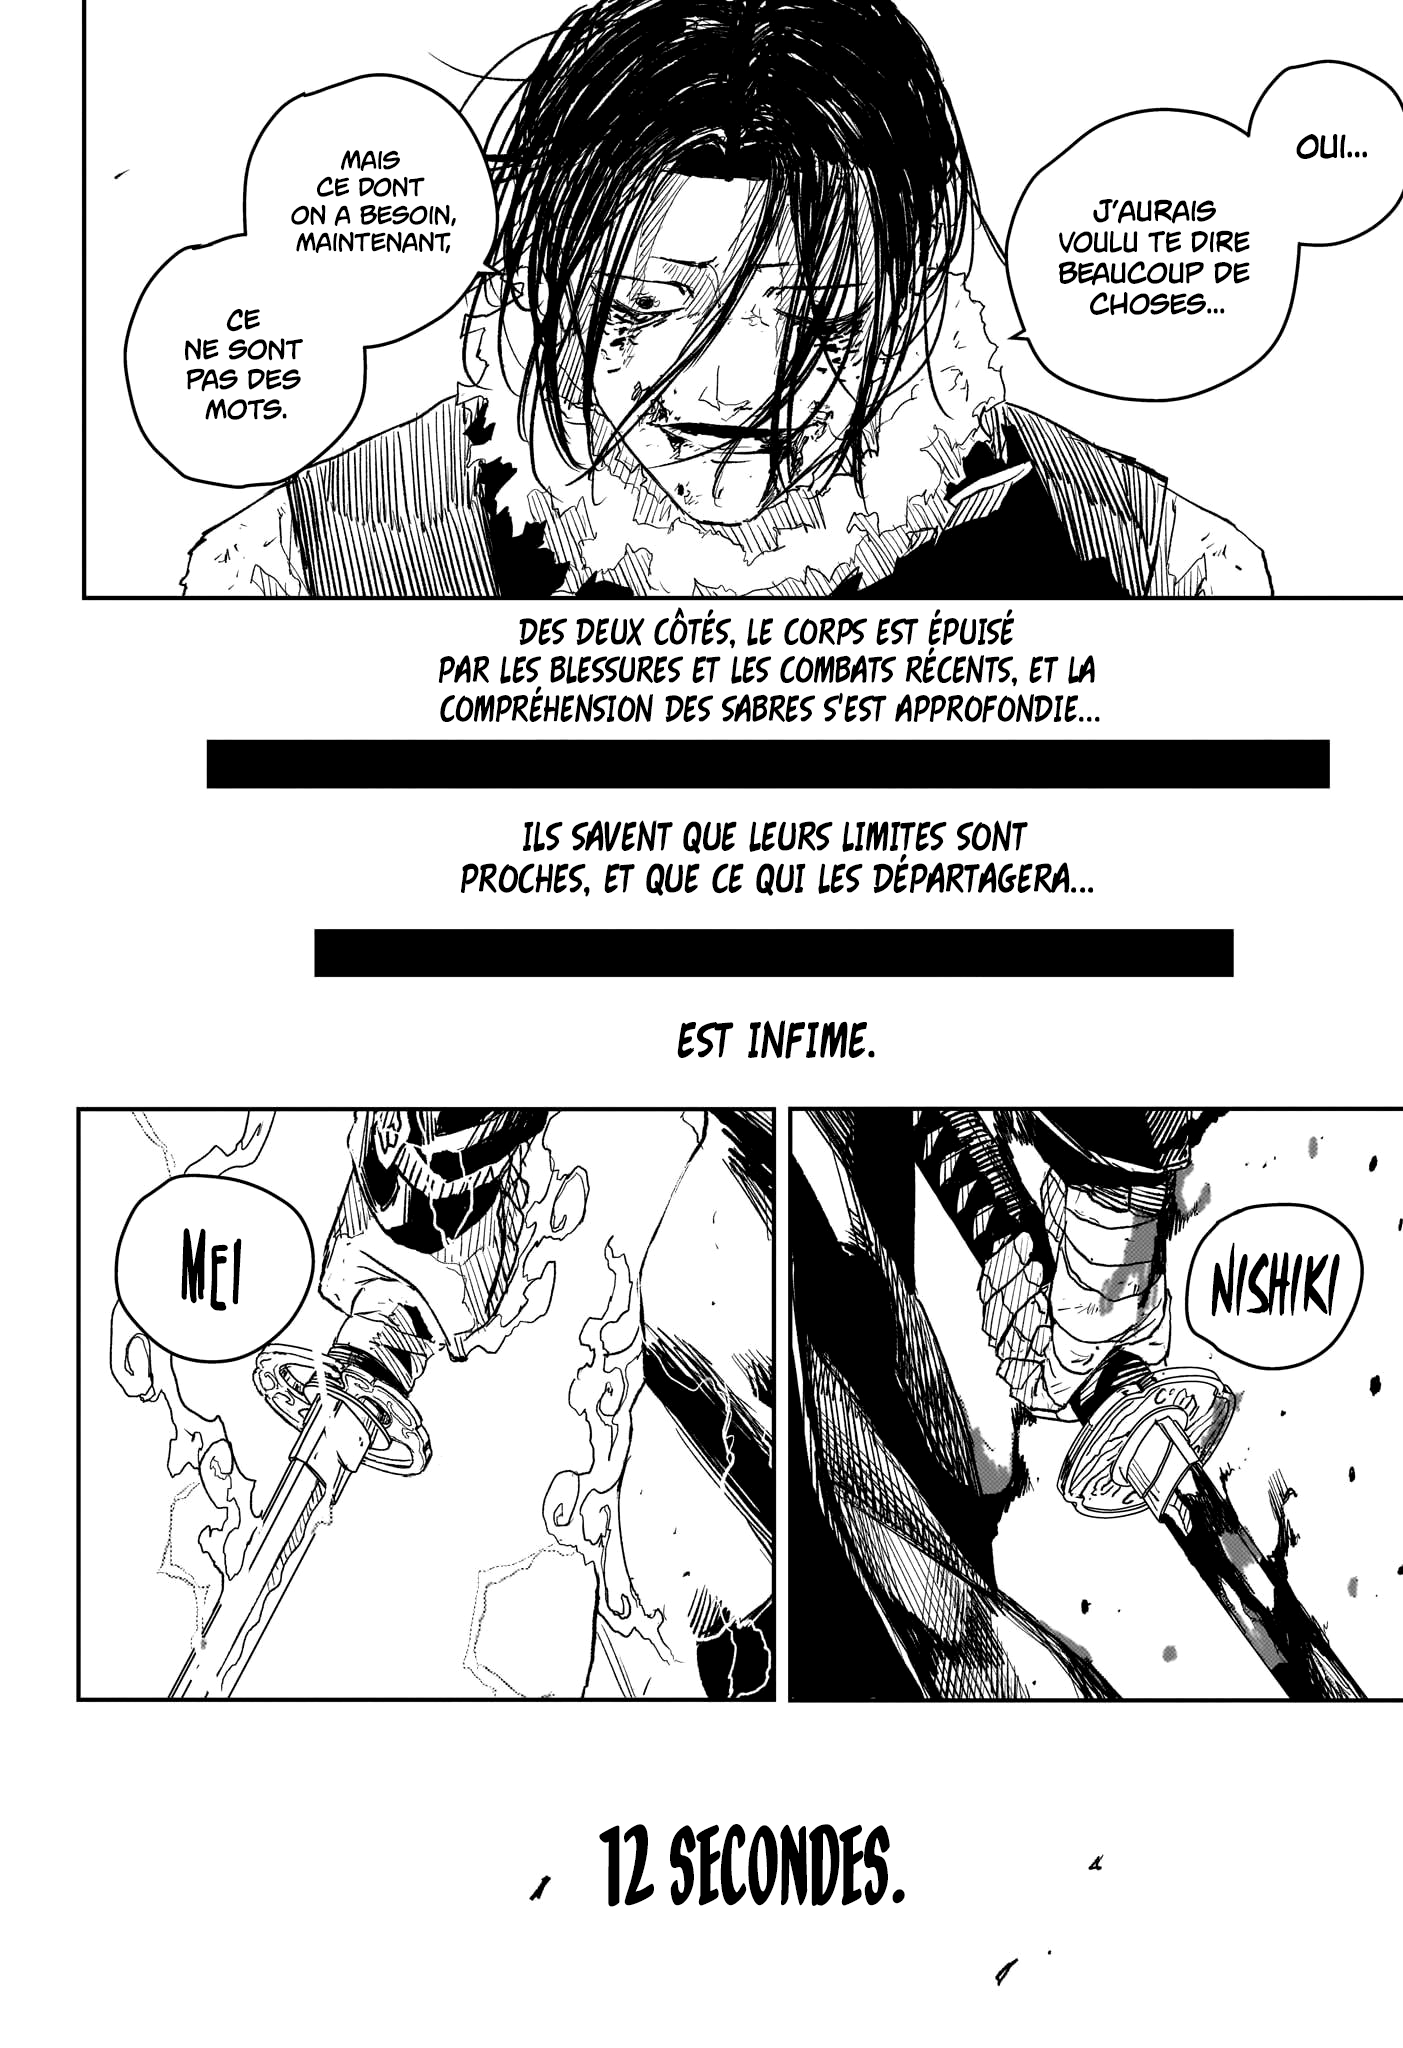 OUI...
J'AURAIS
VOULU TE DIRE
BEAUCOUP DE
CHOSES...
MAIS
CE DONT
ON A BESOIN,
MAINTENANT,
CE
NE SONT
PAS DES
MOTS.
DES DEUX CÔTÉS, LE CORPS EST ÉPUISÉ
PAR LES BLESSURES ET LES COMBATS RÉCENTS, ET LA
COMPRÉHENSION DES SABRES S'EST APPROFONDIE...
ILS SAVENT QUE LEURS LIMITES SONT
PROCHES, ET QUE CE QUI LES DÉPARTAGERA...
EST INFIME.
NISHIKI
MEI
12 SECONDES.